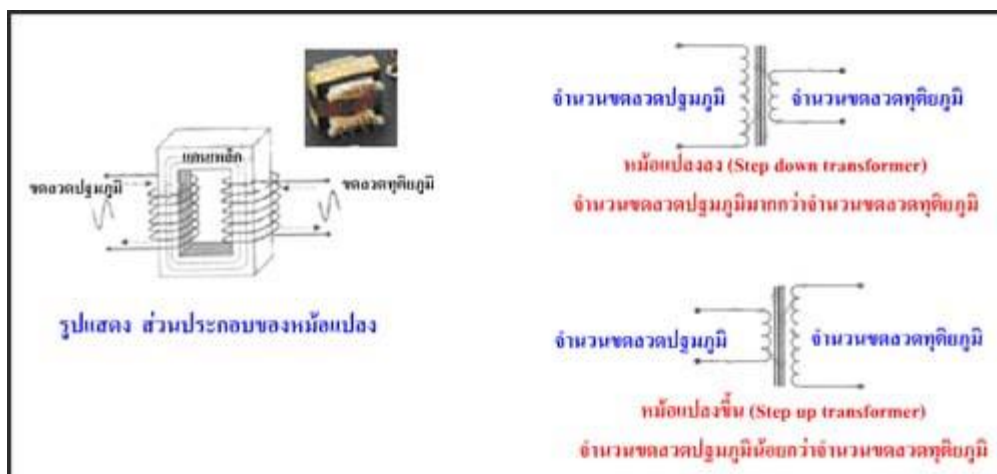 แกนเหล็ก
ขดลวดปฐมภูมิ
ขดลวดทุติยภูมิ
รูปแสดง ส่วนประกอบของหม้อแปลง
จำนวนขดลวดปฐมภูมิ
จำนวนขดลวดทุติยภูมิ
หม้อแปลงลง (Step down transformer)
จำนวนขดลวดปฐมภูมิมากกว่าจำนวนขดลวดทุติยภูมิ
จำนวนขดลวดปฐมภูมิ
จำนวนขดลวดทุติยภูมิ
หม้อแปลงขึ้น (Step up transformer)
จำนวนขดลวดปฐมภูมิน้อยกว่าจำนวนขดลวดทุติยภูมิ